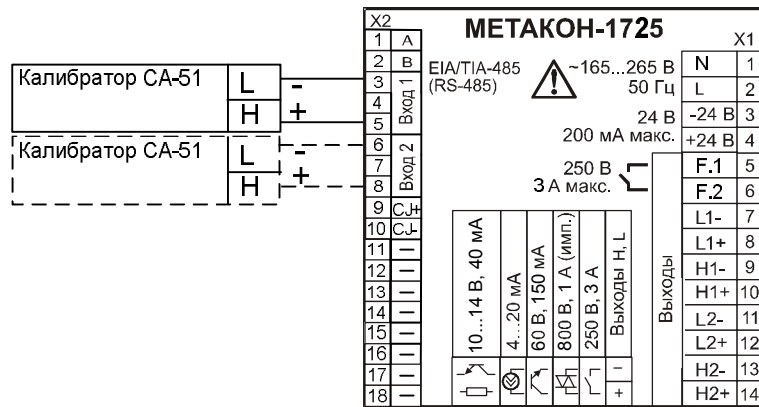 МЕТАКОН-1725
X2
1 A
2 B
3
4
5
Вход 1
6
7
8
Вход 2
9 CJ+
10 CJ-
11 –
12 –
13 –
14 –
15 –
16 –
17 –
18 –
Калибратор СА-51 L -
H +
Калибратор СА-51 L -
H +
EIA/TIA-485
(RS-485)
~165...265 В
50 Гц
24 В
200 мА макс.
250 В
3 А макс.
10...14 В, 40 мА
4...20 мА
60 В, 150 мА
800 В, 1 А (имп.)
250 В, 3 А
Выходы H, L
–
+
Выходы
X1
N 1
L 2
-24 В 3
+24 В 4
F.1 5
F.2 6
L1- 7
L1+ 8
H1- 9
H1+ 10
L2- 11
L2+ 12
H2- 13
H2+ 14